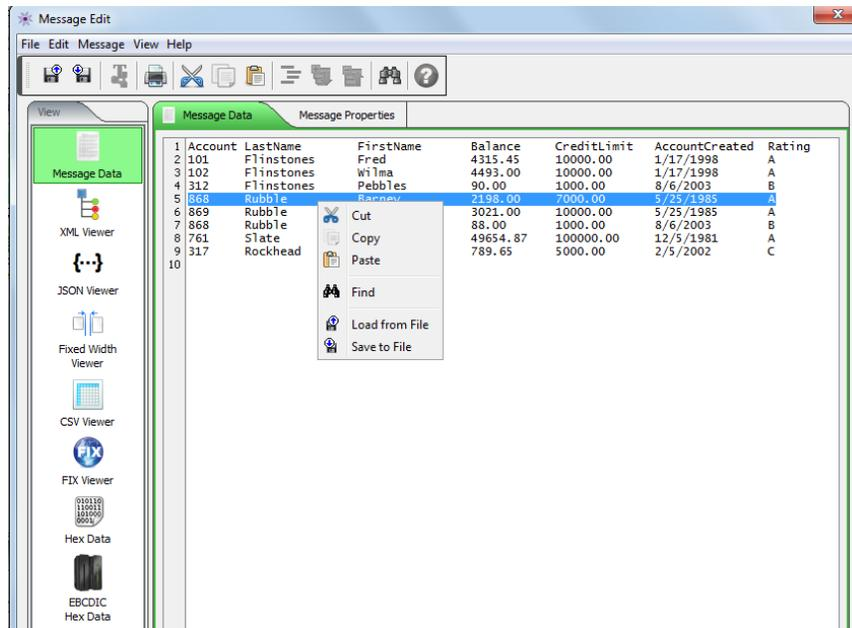 Message Edit
X
File Edit Message View Help
View
Message Data
XML Viewer
{...}
JSON Viewer
Fixed Width
Viewer
CSV Viewer
FIX
FIX Viewer
010110
110011
101000
0001
Hex Data
EBCDIC
Hex Data
Message Data Message Properties
1 Account LastName FirstName Balance CreditLimit AccountCreated Rating
2 101 Flinstones Fred 4315.45 10000.00 1/17/1998 A
3 102 Flinstones Wilma 4493.00 10000.00 1/17/1998 A
4 312 Flinstones Pebbles 90.00 1000.00 8/6/2003 B
5 868 Rubble Barney 2198.00 7000.00 5/25/1985 A
6 869 Rubble 3021.00 10000.00 5/25/1985 A
7 868 Rubble 88.00 1000.00 8/6/2003 B
8 761 Slate 49654.87 100000.00 12/5/1981 A
9 317 Rockhead 789.65 5000.00 2/5/2002 C
10
Cut
Copy
Paste
Find
Load from File
Save to File